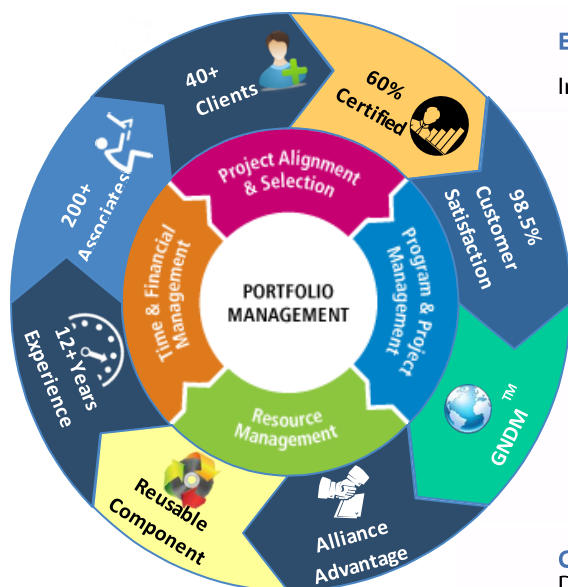 40+
Clients
60%
Certified
98.5%
Customer
Satisfaction
GNDM TM
Alliance
Advantage
Reusable
Component
12+Years
Experience
200+
Associates
Project Alignment
& Selection
Program & Project
Management
Resource
Management
Time & Financial
Management
PORTFOLIO
MANAGEMENT